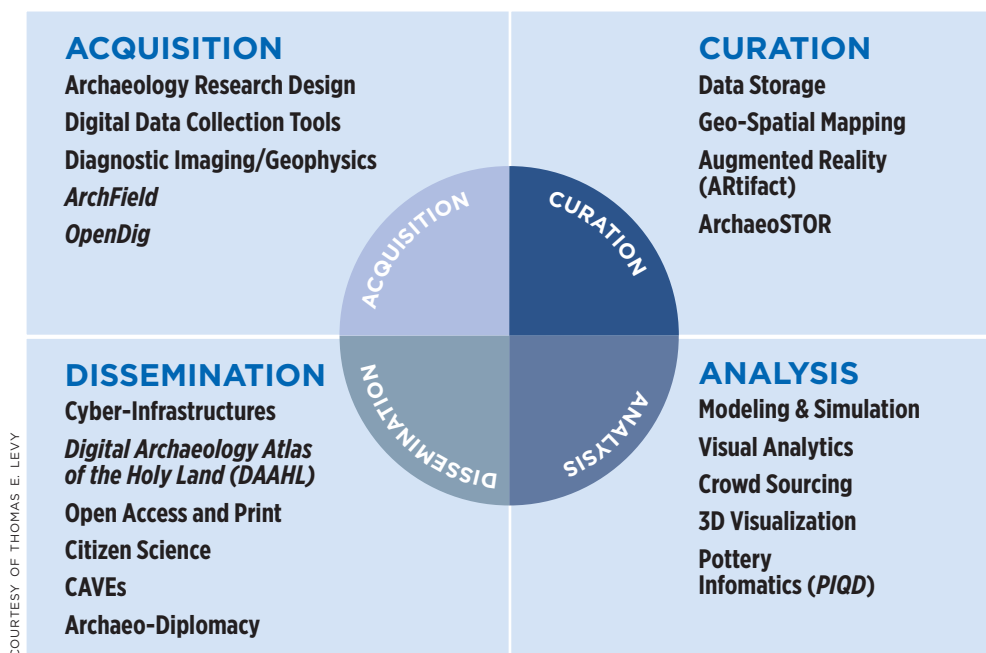 ACQUISITION
Archaeology Research Design
Digital Data Collection Tools
Diagnostic Imaging/Geophysics
ArchField
OpenDig
CURATION
Data Storage
Geo-Spatial Mapping
Augmented Reality
(ARtifact)
ArchaeoSTOR
ACQUISITION
CURATION
DISSEMINATION
ANALYSIS
DISSEMINATION
Cyber-Infrastructures
Digital Archaeology Atlas
of the Holy Land (DAAHL)
Open Access and Print
Citizen Science
CAVEs
Archaeo-Diplomacy
ANALYSIS
Modeling & Simulation
Visual Analytics
Crowd Sourcing
3D Visualization
Pottery
Infomatics (PIQD)
COURTESY OF THOMAS E. LEVY